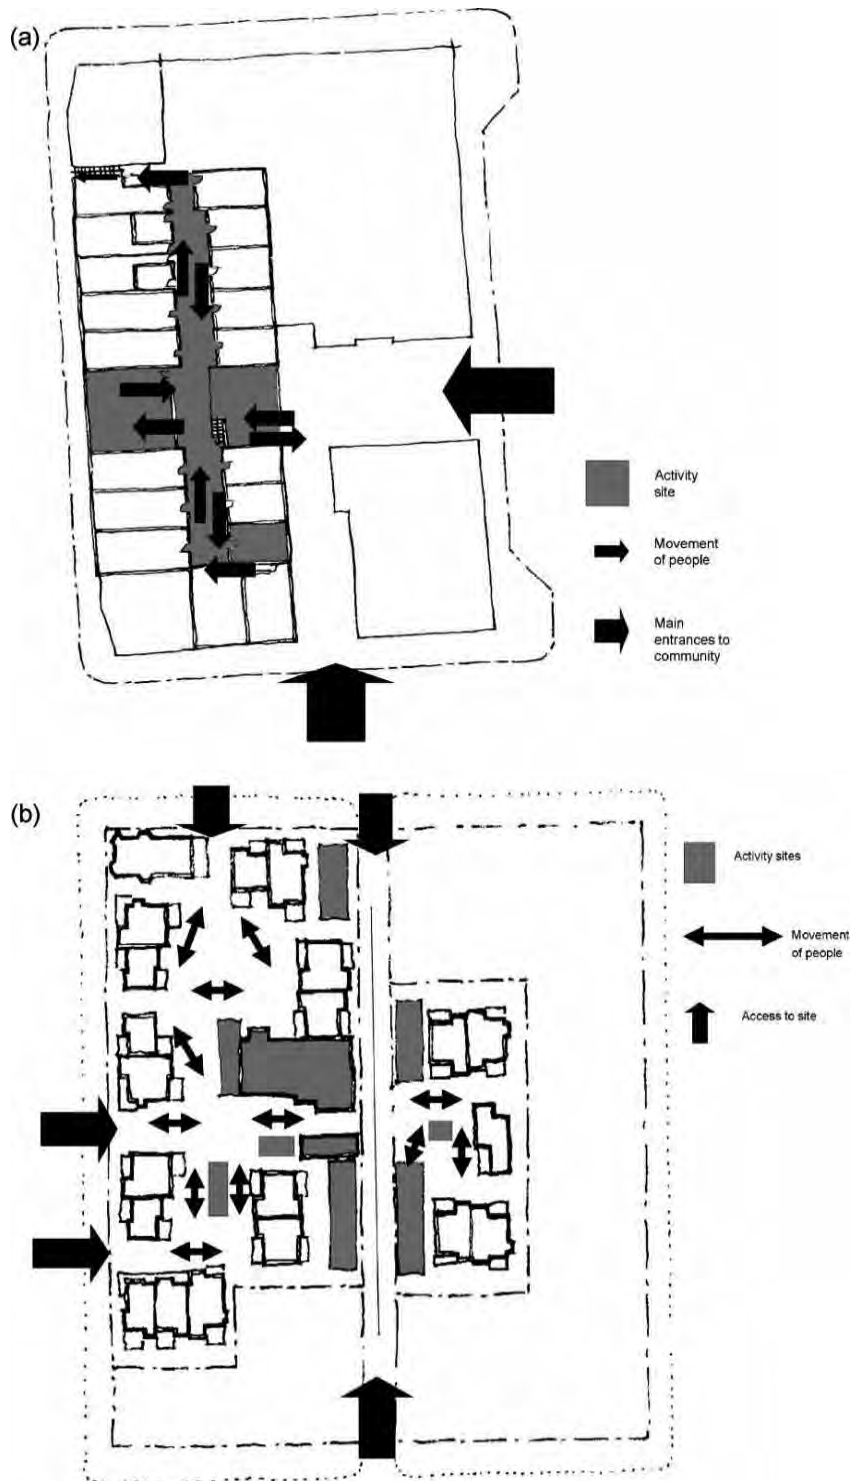 (a)
Activity
site
Movement
of people
Main
entrances to
community
(b)
Activity sites
Movement
of people
Access to site